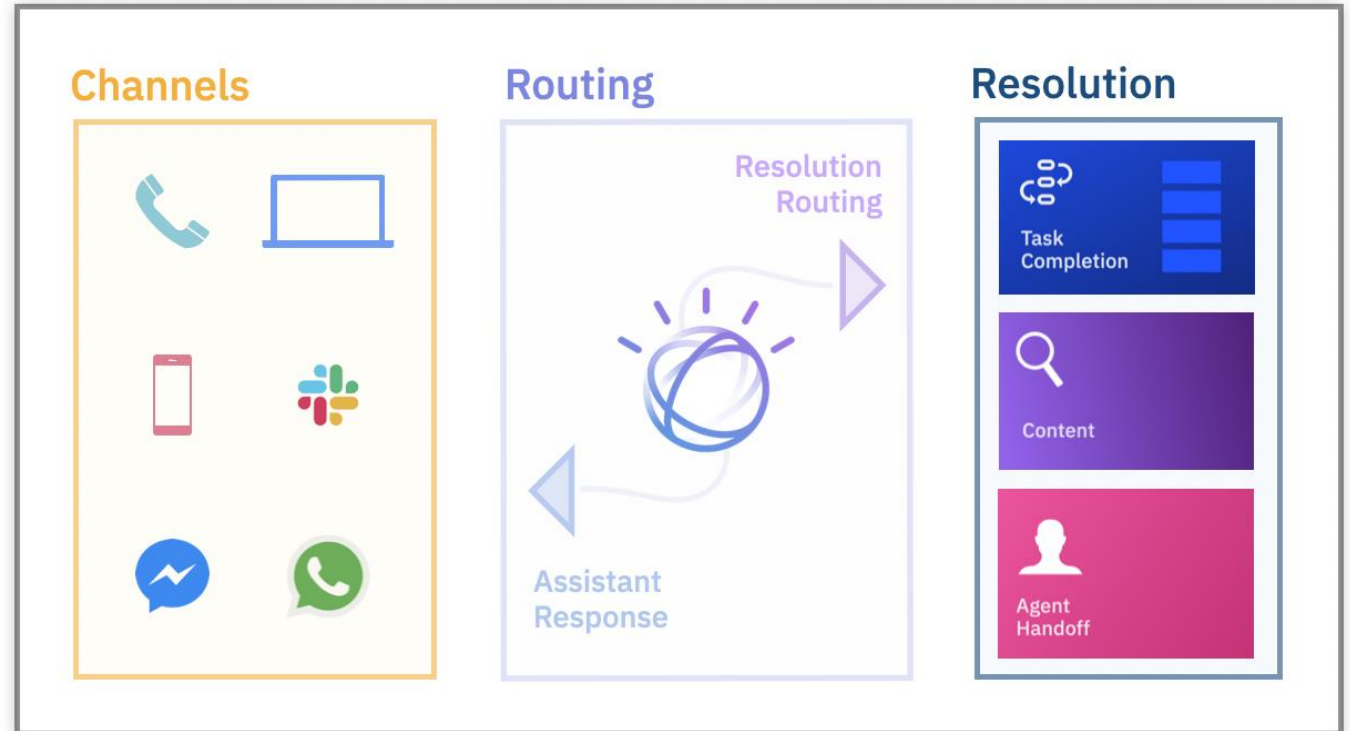 Channels
Routing
Resolution
Routing
Assistant
Response
Resolution
Task
Completion
Content
Agent
Handoff